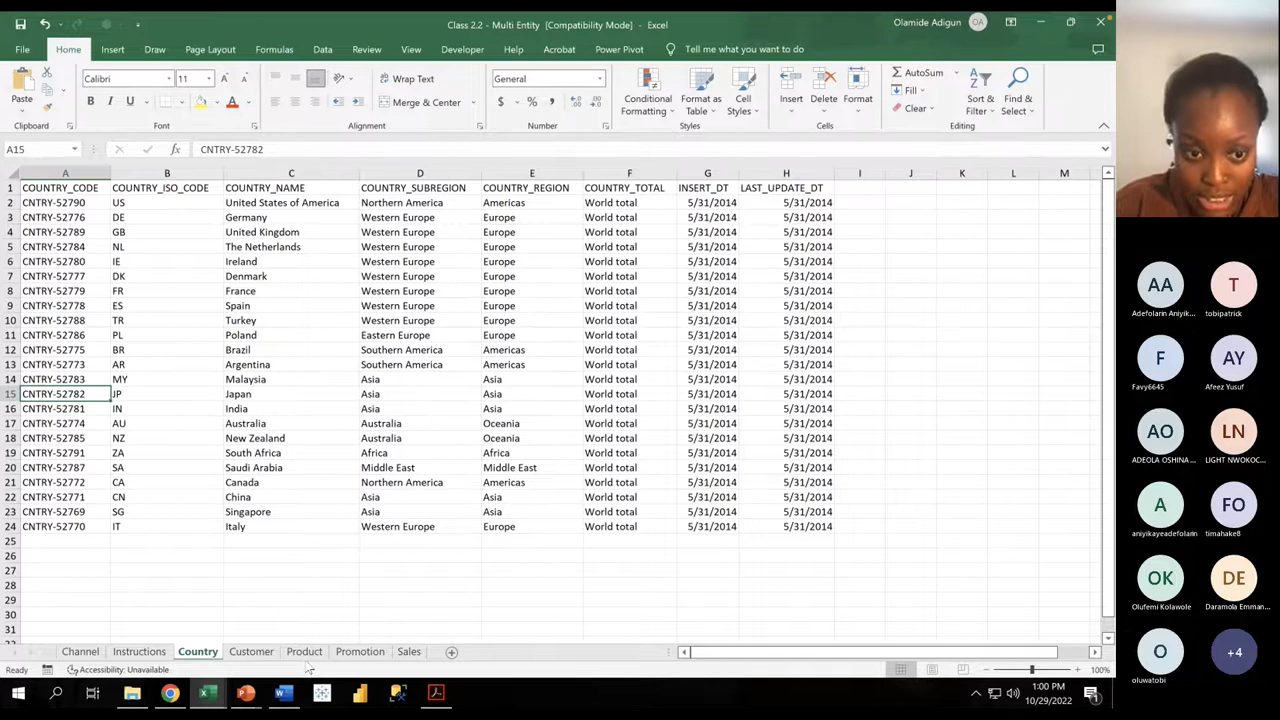 Class 2.2 - Multi Entity [Compatibility Mode] - Excel
Olamide Adigun OA
File Home Insert Draw Page Layout Formulas Data Review View Developer Help Acrobat Power Pivot Tell me what you want to do
Paste
Clipboard
Calibri 11
B I U
Font
Wrap Text
Merge & Center
Alignment
General
$ % ,
Number
Conditional Formatting
Format as Table
Cell Styles
Styles
Insert
Delete
Format
Cells
AutoSum
Fill
Clear
Sort & Filter
Find & Select
Editing
A15 fx CNTRY-52782
A B C D E F G H I J K L M
1 COUNTRY_CODE COUNTRY_ISO_CODE COUNTRY_NAME COUNTRY_SUBREGION COUNTRY_REGION COUNTRY_TOTAL INSERT_DT LAST_UPDATE_DT
2 CNTRY-52790 US United States of America Northern America Americas World total 5/31/2014 5/31/2014
3 CNTRY-52776 DE Germany Western Europe Europe World total 5/31/2014 5/31/2014
4 CNTRY-52789 GB United Kingdom Western Europe Europe World total 5/31/2014 5/31/2014
5 CNTRY-52784 NL The Netherlands Western Europe Europe World total 5/31/2014 5/31/2014
6 CNTRY-52780 IE Ireland Western Europe Europe World total 5/31/2014 5/31/2014
7 CNTRY-52777 DK Denmark Western Europe Europe World total 5/31/2014 5/31/2014
8 CNTRY-52779 FR France Western Europe Europe World total 5/31/2014 5/31/2014
9 CNTRY-52778 ES Spain Western Europe Europe World total 5/31/2014 5/31/2014
10 CNTRY-52788 TR Turkey Western Europe Europe World total 5/31/2014 5/31/2014
11 CNTRY-52786 PL Poland Eastern Europe Europe World total 5/31/2014 5/31/2014
12 CNTRY-52775 BR Brazil Southern America Americas World total 5/31/2014 5/31/2014
13 CNTRY-52773 AR Argentina Southern America Americas World total 5/31/2014 5/31/2014
14 CNTRY-52783 MY Malaysia Asia Asia World total 5/31/2014 5/31/2014
15 CNTRY-52782 JP Japan Asia Asia World total 5/31/2014 5/31/2014
16 CNTRY-52781 IN India Asia Asia World total 5/31/2014 5/31/2014
17 CNTRY-52774 AU Australia Australia Oceania World total 5/31/2014 5/31/2014
18 CNTRY-52785 NZ New Zealand Australia Oceania World total 5/31/2014 5/31/2014
19 CNTRY-52791 ZA South Africa Africa Africa World total 5/31/2014 5/31/2014
20 CNTRY-52787 SA Saudi Arabia Middle East Middle East World total 5/31/2014 5/31/2014
21 CNTRY-52772 CA Canada Northern America Americas World total 5/31/2014 5/31/2014
22 CNTRY-52771 CN China Asia Asia World total 5/31/2014 5/31/2014
23 CNTRY-52769 SG Singapore Asia Asia World total 5/31/2014 5/31/2014
24 CNTRY-52770 IT Italy Western Europe Europe World total 5/31/2014 5/31/2014
25
26
27
28
29
30
31
Channel Instructions Country Customer Product Promotion Sales
Ready Accessibility: Unavailable 100%
1:00 PM
10/29/2022
AA T
Adefolarin Aniyik... tobipatrick
F AY
Favy6645 Afeez Yusuf
AO LN
ADEOLA OSHINA... LIGHT NWOKOC...
A FO
aniyikayeadefolarin timahake8
OK DE
Olufemi Kolawole Daramola Emman...
O +4
oluwatobi